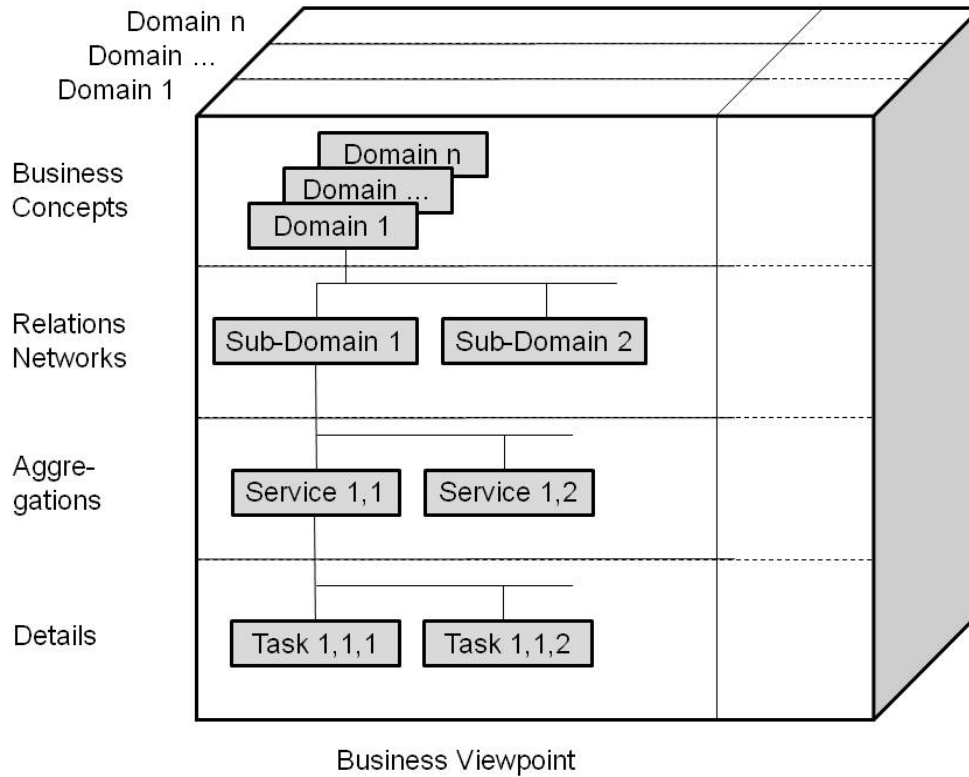 Domain n
Domain ...
Domain 1
Business
Concepts
Domain n
Domain ...
Domain 1
Relations
Networks
Sub-Domain 1
Sub-Domain 2
Aggre-
gations
Service 1,1
Service 1,2
Details
Task 1,1,1
Task 1,1,2
Business Viewpoint